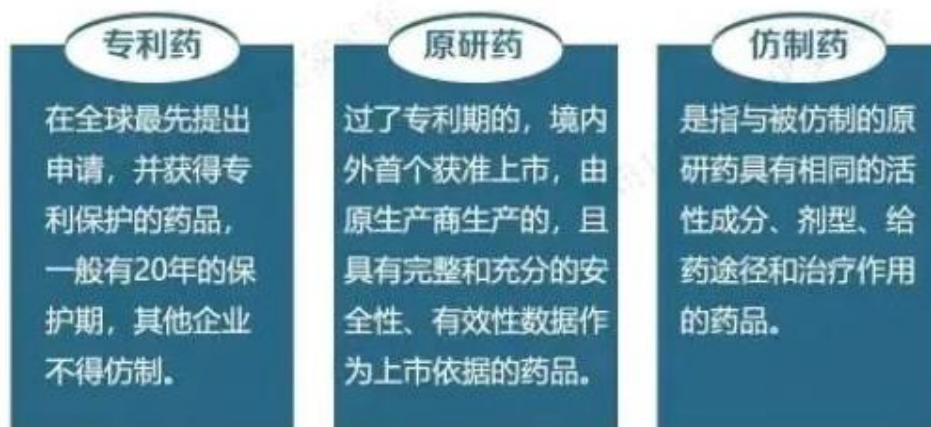 专利药
在全球最先提出
申请，并获得专
利保护的药品，
一般有20年的保
护期，其他企业
不得仿制。
原研药
过了专利期的，境内
外首个获准上市，由
原生产商生产的，且
具有完整和充分的安
全性、有效性数据作
为上市依据的药品。
仿制药
是指与被仿制的原
研药具有相同的活
性成分、剂型、给
药途径和治疗作用
的药品。